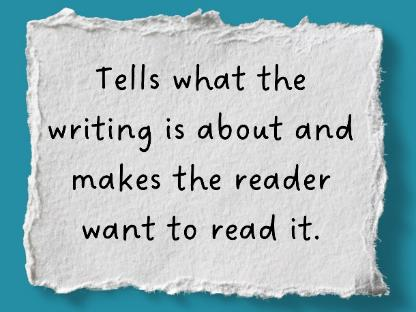 Tells what the
writing is about and
makes the reader
want to read it.